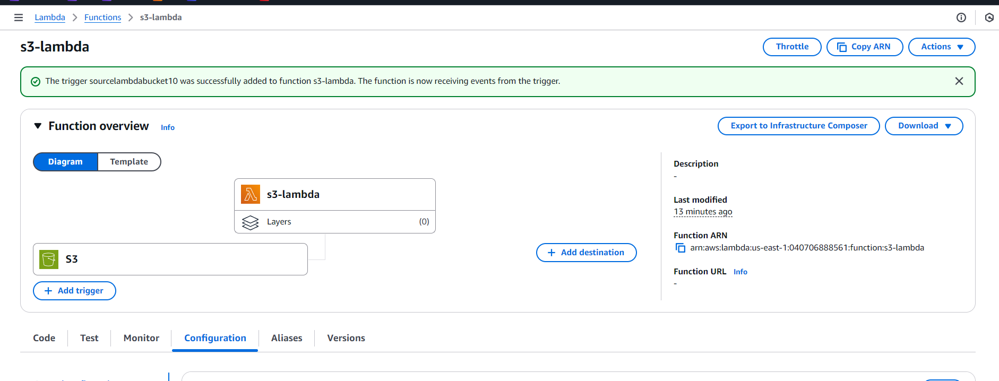 Lambda > Functions > s3-lambda
s3-lambda
Throttle
Copy ARN
Actions
The trigger sourcelambdabucket10 was successfully added to function s3-lambda. The function is now receiving events from the trigger.
Function overview Info
Export to Infrastructure Composer
Download
Diagram
Template
s3-lambda
Layers (0)
S3
Add trigger
Add destination
Description
-
Last modified
13 minutes ago
Function ARN
arn:aws:lambda:us-east-1:040706888561:function:s3-lambda
Function URL Info
-
Code
Test
Monitor
Configuration
Aliases
Versions